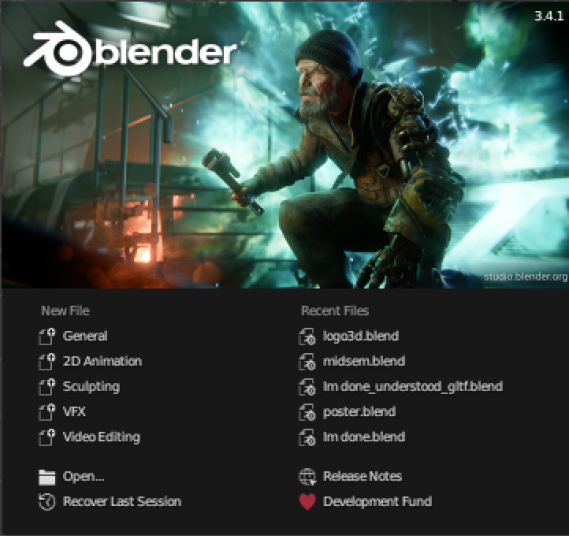 3.4.1
blender
studio.blender.org
New File
General
2D Animation
Sculpting
VFX
Video Editing
Open...
Recover Last Session
Recent Files
logo3d.blend
midsem.blend
Im done_understood_gltf.blend
poster.blend
Im done.blend
Release Notes
Development Fund